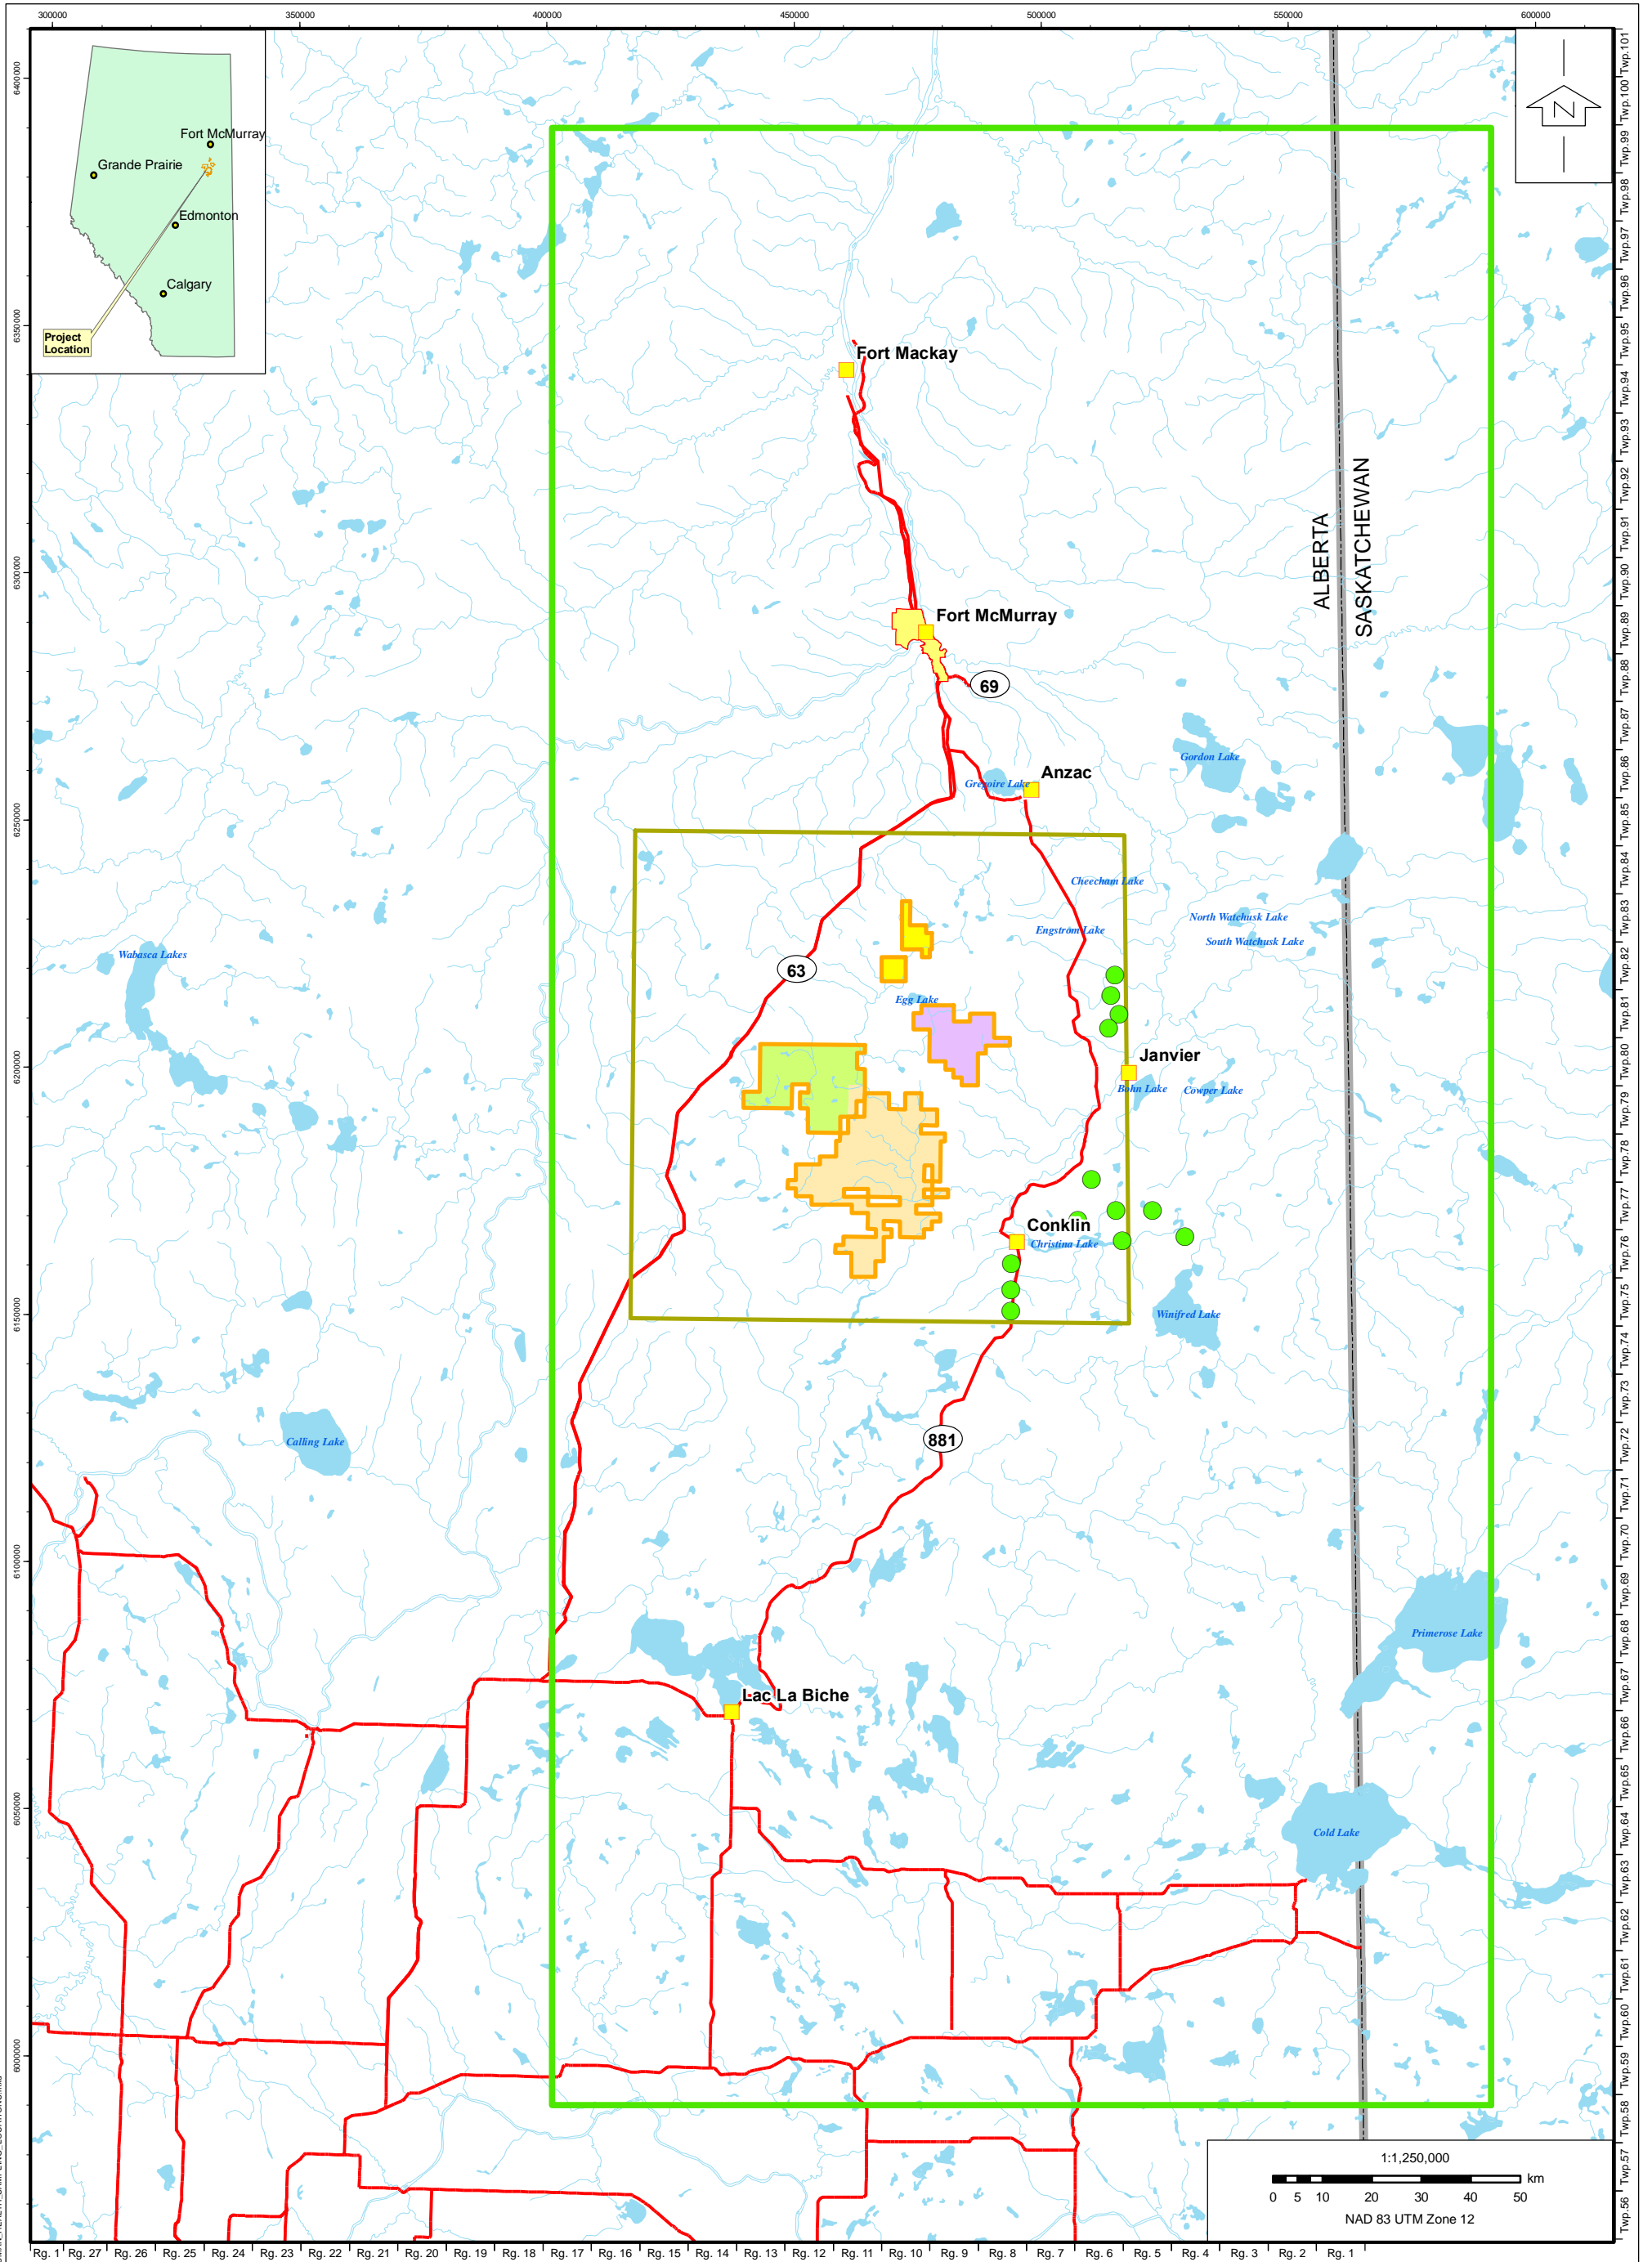 300000
350000
400000
450000
500000
550000
600000
Twp.101
Twp.100
Twp.99
Twp.98
Twp.97
Twp.96
Twp.95
Twp.94
Twp.93
Twp.92
Twp.91
Twp.90
Twp.89
Twp.88
Twp.87
Twp.86
Twp.85
Twp.84
Twp.83
Twp.82
Twp.81
Twp.80
Twp.79
Twp.78
Twp.77
Twp.76
Twp.75
Twp.74
Twp.73
Twp.72
Twp.71
Twp.70
Twp.69
Twp.68
Twp.67
Twp.66
Twp.65
Twp.64
Twp.63
Twp.62
Twp.61
Twp.60
Twp.59
Twp.58
Twp.57
Twp.56
6400000
6350000
6300000
6250000
6200000
6150000
6100000
6050000
6000000
N
Fort McMurray
Grande Prairie
Edmonton
Calgary
Project
Location
Fort Mackay
ALBERTA
SASKATCHEWAN
Fort McMurray
69
Gordon Lake
Anzac
Gregoire Lake
Cheecham Lake
North Watchusk Lake
Engstrom Lake
South Watchusk Lake
Wabasca Lakes
63
Egg Lake
Janvier
Bohn Lake
Cowper Lake
Conklin
Christina Lake
Winifred Lake
881
Calling Lake
Primerose Lake
Lac La Biche
Cold Lake
1:1,250,000
km
0 5 10 20 30 40 50
NAD 83 UTM Zone 12
Rg. 1 Rg. 27 Rg. 26 Rg. 25 Rg. 24 Rg. 23 Rg. 22 Rg. 21 Rg. 20 Rg. 19 Rg. 18 Rg. 17 Rg. 16 Rg. 15 Rg. 14 Rg. 13 Rg. 12 Rg. 11 Rg. 10 Rg. 9 Rg. 8 Rg. 7 Rg. 6 Rg. 5 Rg. 4 Rg. 3 Rg. 2 Rg. 1